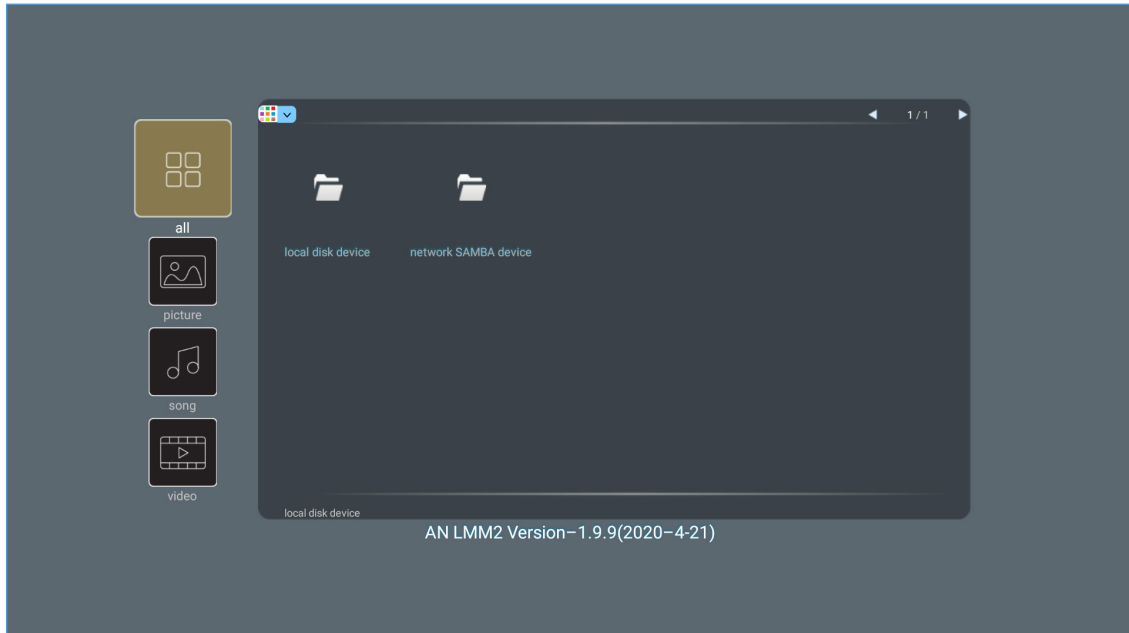 1 / 1
all
local disk device
network SAMBA device
picture
song
video
local disk device
AN LMM2 Version–1.9.9(2020–4-21)